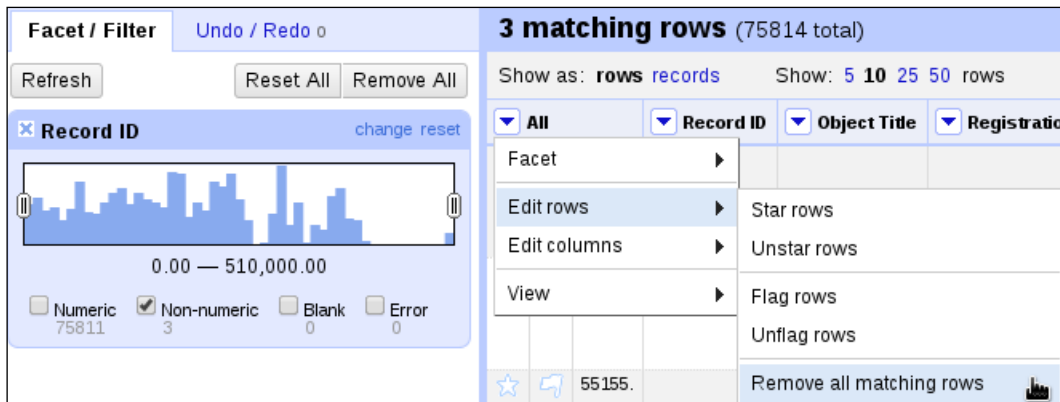 Facet / Filter Undo / Redo 0
Refresh Reset All Remove All
Record ID change reset
0.00 — 510,000.00
Numeric Non-numeric Blank Error
75811 3 0 0
3 matching rows (75814 total)
Show as: rows records Show: 5 10 25 50 rows
All Record ID Object Title Registratio
Facet
Edit rows
Edit columns
View
Star rows
Unstar rows
Flag rows
Unflag rows
Remove all matching rows
55155.